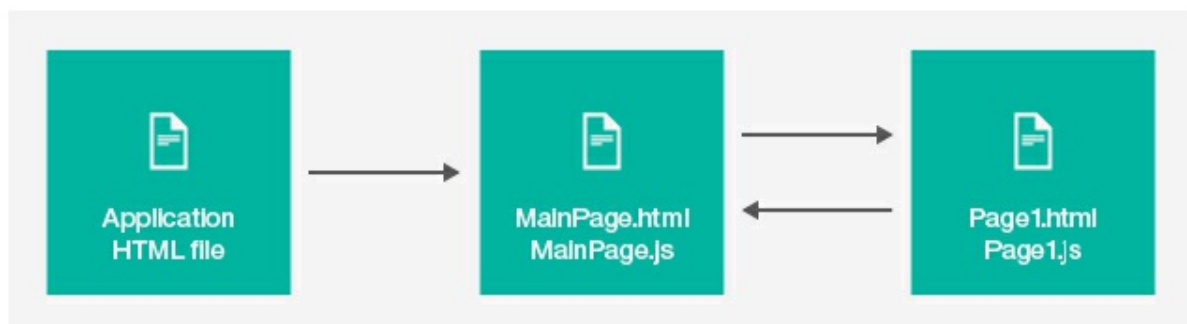 Application
HTML file
MainPage.html
MainPage.js
Page1.html
Page1.js